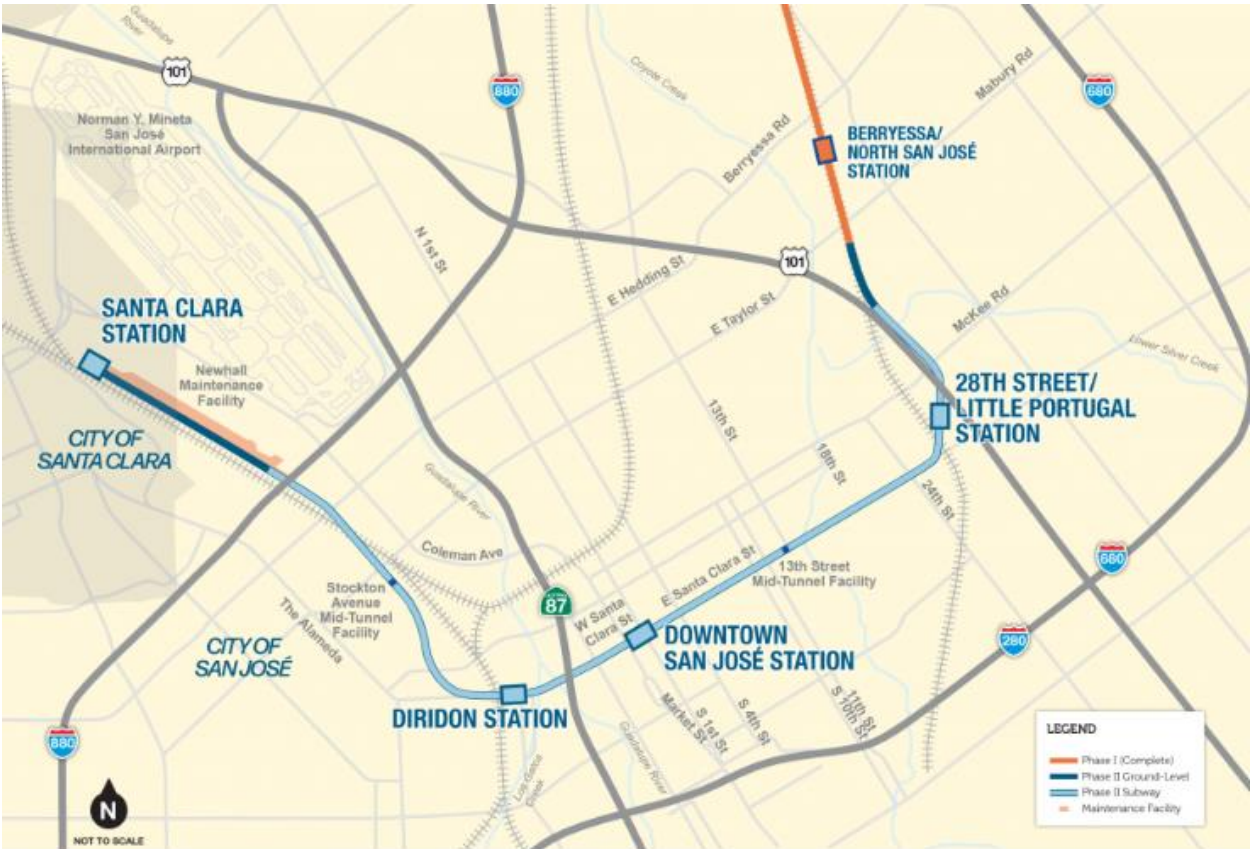 Guadalupe
River
101
880
Coyote Creek
Mabury Rd
680
Norman Y. Mineta
San José
International Airport
Berryessa Rd
BERRYESSA/
NORTH SAN JOSÉ
STATION
N 1st St
E Hedding St
101
E Taylor St
McKee Rd
Lower Silver Creek
SANTA CLARA
STATION
Newhall
Maintenance
Facility
28TH STREET/
LITTLE PORTUGAL
STATION
CITY OF
SANTA CLARA
13th St
18th St
24th St
Guadalupe River
Coleman Ave
E Santa Clara St
13th Street
Mid-Tunnel Facility
680
Stockton
Avenue
Mid-Tunnel
Facility
The Alameda
87
W Santa
Clara St
280
CITY OF
SAN JOSÉ
DOWNTOWN
SAN JOSÉ STATION
DIRIDON STATION
Market St
S 1st St
S 4th St
11th St
S 10th St
Guadalupe River
Los Gatos
Creek
880
N
NOT TO SCALE
LEGEND
Phase I (Complete)
Phase II Ground-Level
Phase II Subway
Maintenance Facility